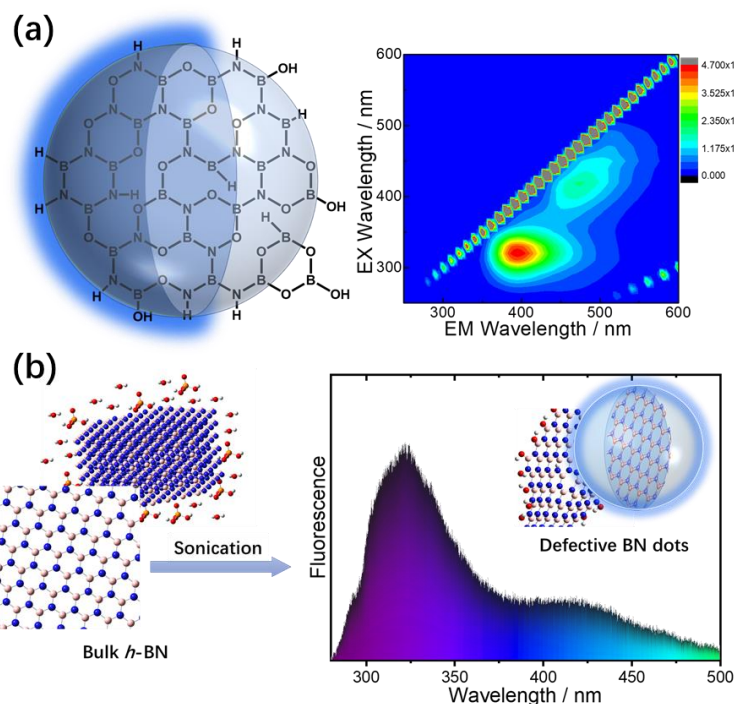 (a)
H
H
OH
N
O
B
N
B
O
B
N
B
H
O
N
B
N
B
O
N
B
H
B
N
O
N
B
N
B
O
N
N
B
H
B
O
B
OH
H
N
B
N
B
O
H
B
O
B
N
B
O
B
O
O
B
OH
H
OH
H
H
600
500
400
300
EX Wavelength / nm
300
400
500
600
EM Wavelength / nm
4.700x1
3.525x1
2.350x1
1.175x1
0.000
(b)
Sonication
Bulk h-BN
Fluorescence
Defective BN dots
300
350
400
450
500
Wavelength / nm